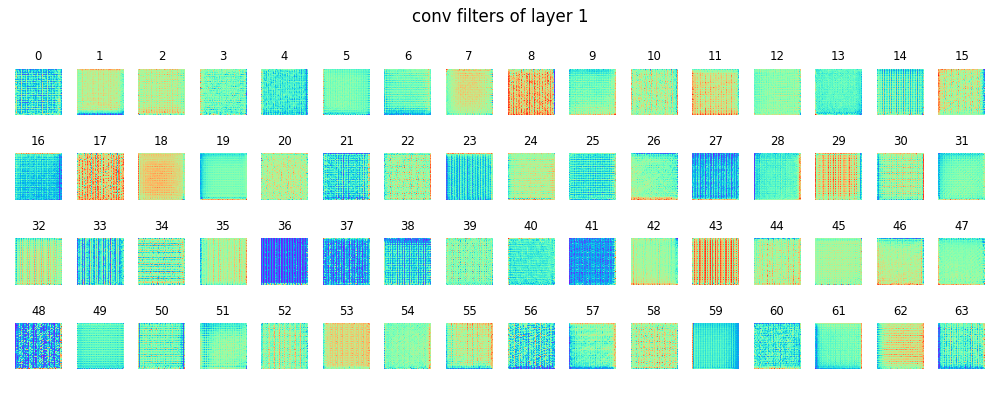 conv filters of layer 1
0 1 2 3 4 5 6 7 8 9 10 11 12 13 14 15
16 17 18 19 20 21 22 23 24 25 26 27 28 29 30 31
32 33 34 35 36 37 38 39 40 41 42 43 44 45 46 47
48 49 50 51 52 53 54 55 56 57 58 59 60 61 62 63